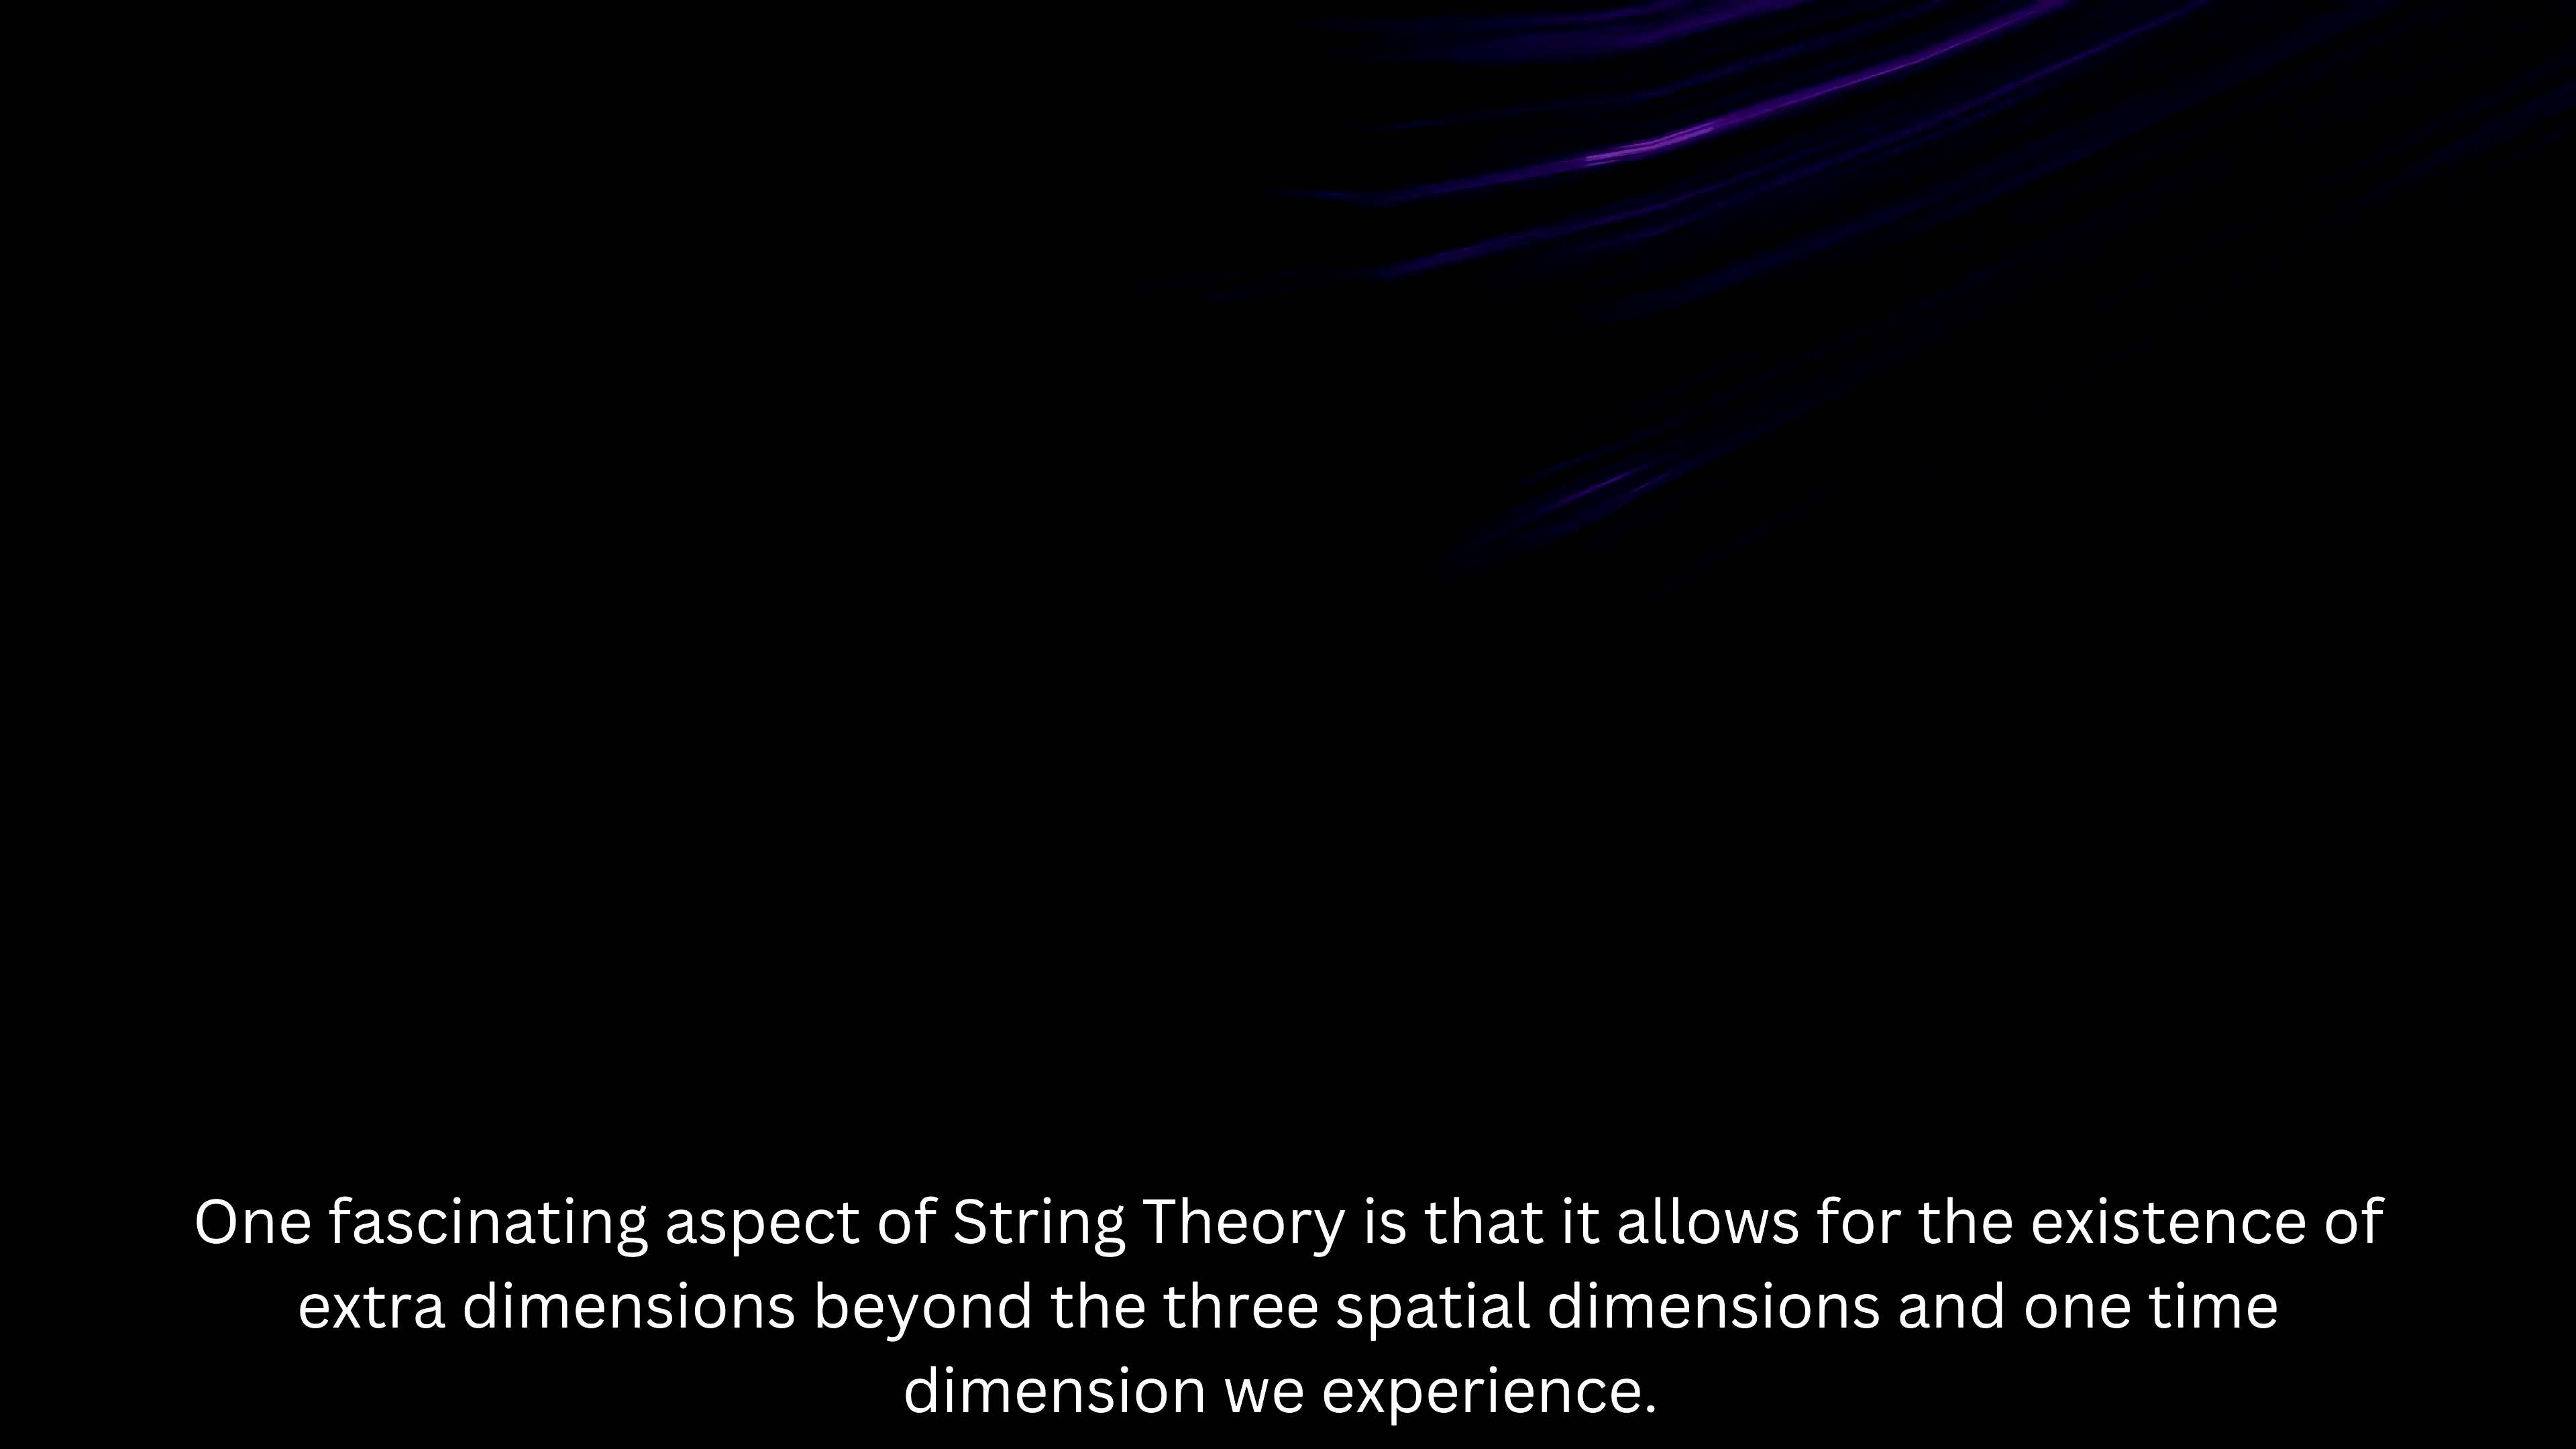 One fascinating aspect of String Theory is that it allows for the existence of
extra dimensions beyond the three spatial dimensions and one time
dimension we experience.